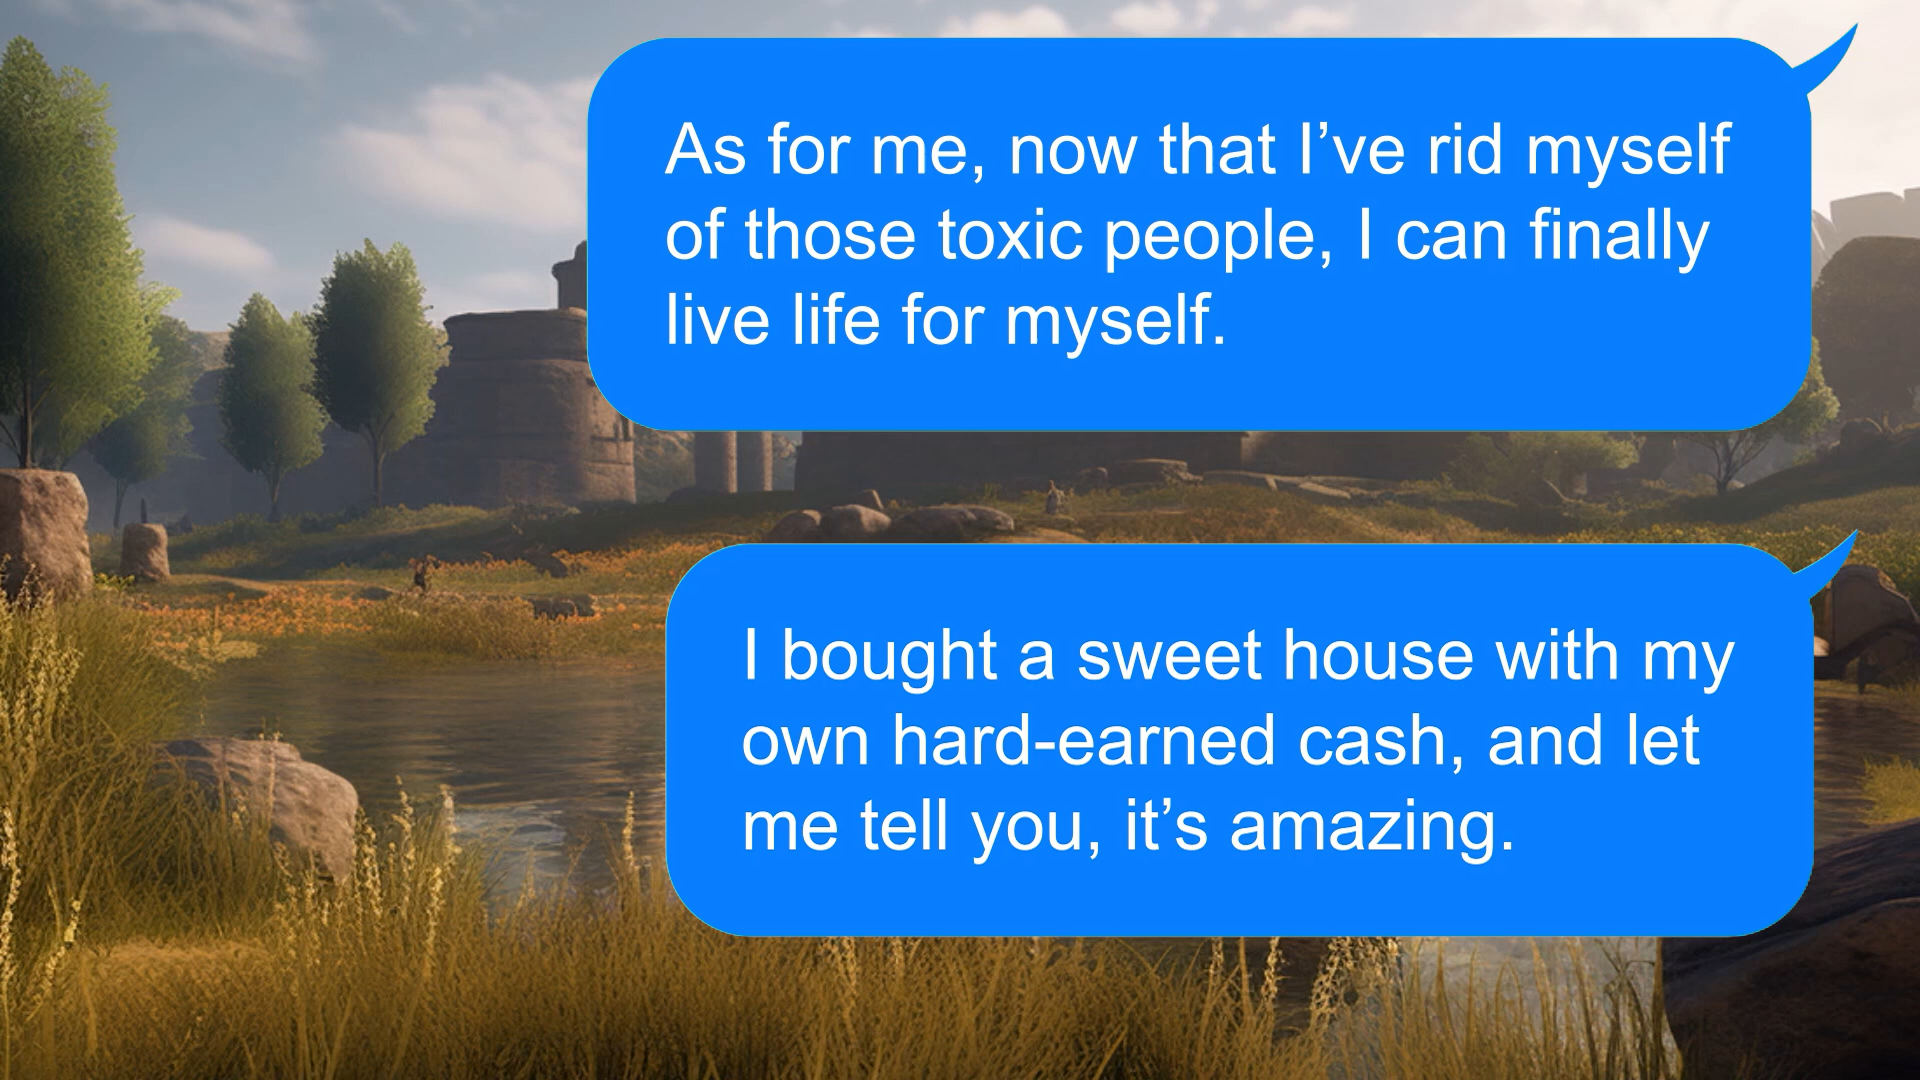 As for me, now that I’ve rid myself
of those toxic people, I can finally
live life for myself.
I bought a sweet house with my
own hard-earned cash, and let
me tell you, it’s amazing.